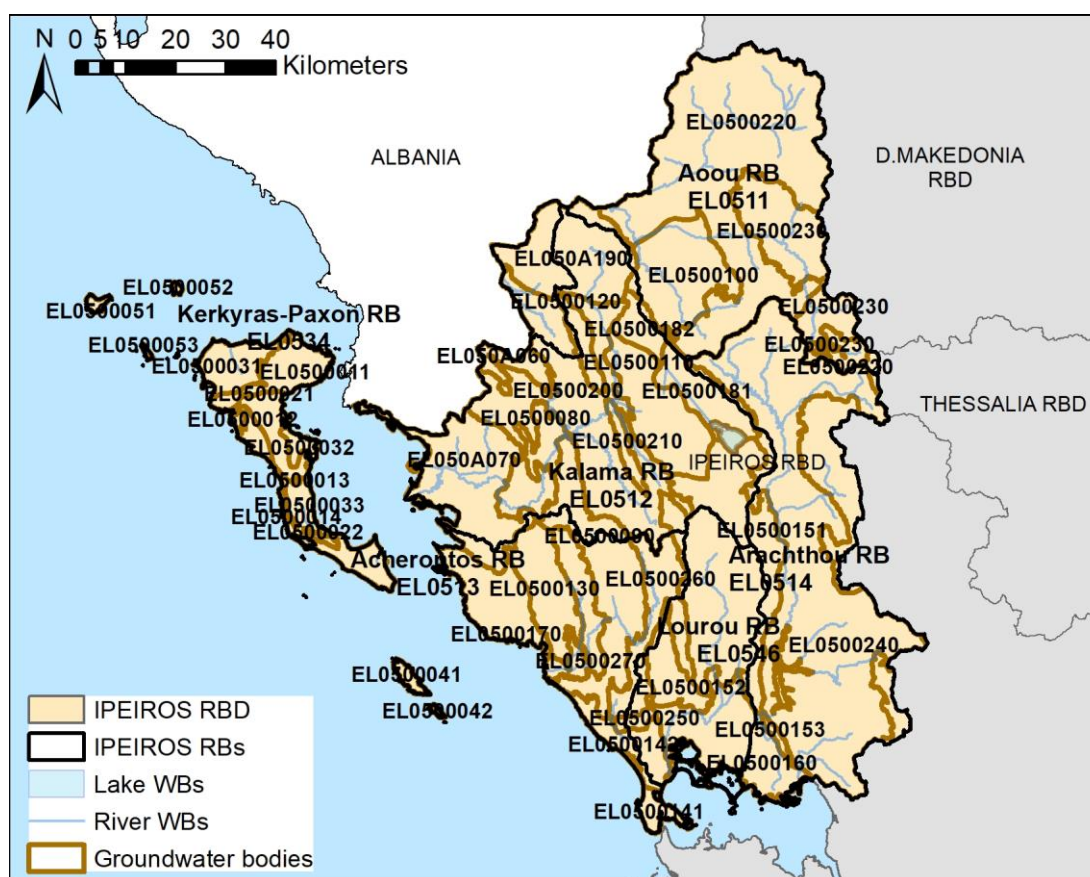 N
0 5 10 20 30 40
Kilometers
ALBANIA
D.MAKEDONIA
RBD
EL0500220
Aoou RB
EL0511
EL0500230
EL050A190
EL0500100
EL0500120
EL0500052
EL0500051
EL0500230
Kerkyras-Paxon RB
EL0534
EL0500182
EL0500230
EL0500053
EL0500031
EL0500011
EL050A060
EL0500110
EL0500230
EL0500021
EL0500200
EL0500181
THESSALIA RBD
EL0500012
EL0500080
EL0500032
EL0500210
EL050A070
IPEIROS RBD
Kalama RB
EL0512
EL0500013
EL0500033
EL0500014
EL0500022
EL0500090
EL0500151
Arachthou RB
EL0514
Acherontos RB
EL0513
EL0500130
EL0500260
Lourou RB
EL0546
EL0500170
EL0500240
EL0500270
EL0500041
EL0500152
EL0500042
EL0500250
EL0500153
EL0500142
EL0500160
EL0500141
IPEIROS RBD
IPEIROS RBs
Lake WBs
River WBs
Groundwater bodies